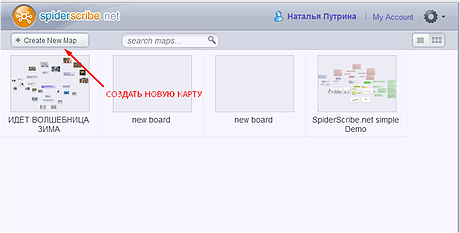 spiderscribe.net
Наталья Путрина | My Account
+ Create New Map
search maps...
СОЗДАТЬ НОВУЮ КАРТУ
ИДЁТ ВОЛШЕБНИЦА
ЗИМА
new board
new board
SpiderScribe.net simple
Demo